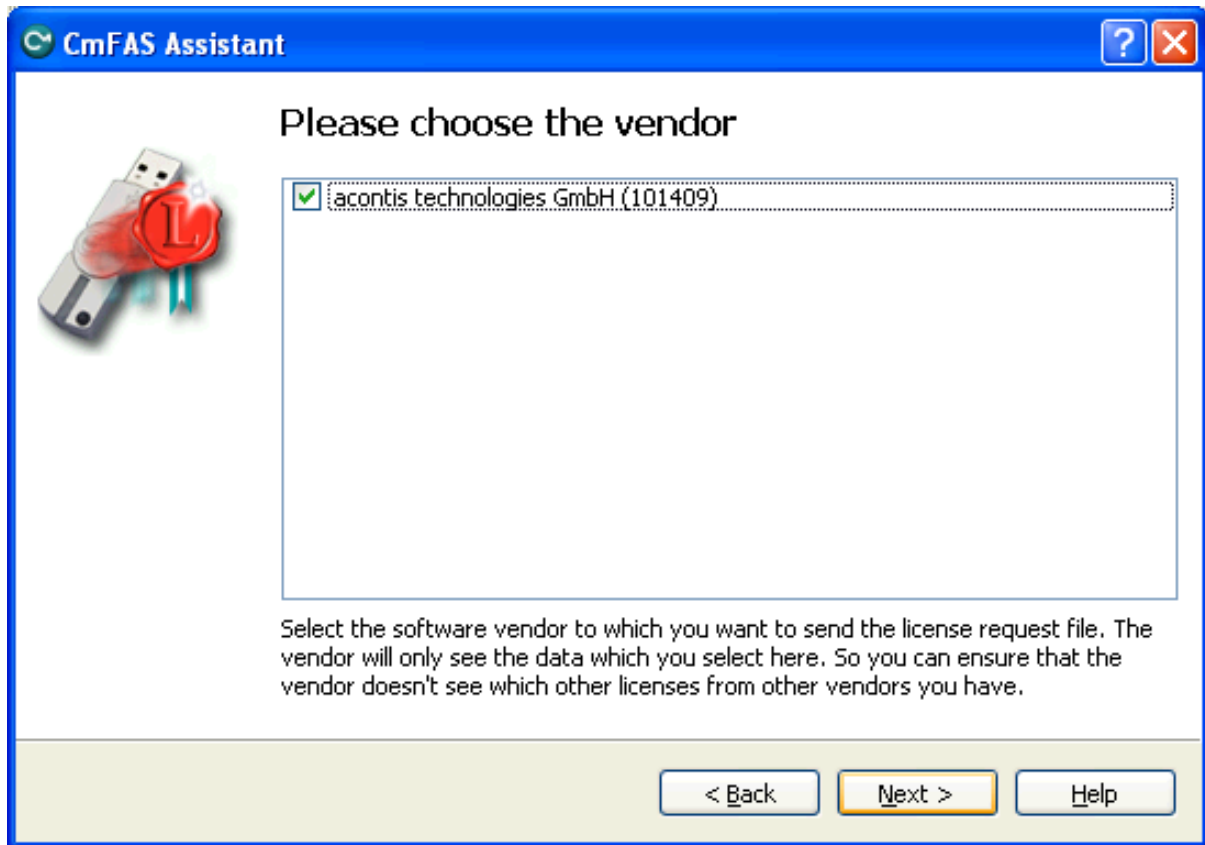 CmFAS Assistant
Please choose the vendor
acontis technologies GmbH (101409)
L
Select the software vendor to which you want to send the license request file. The
vendor will only see the data which you select here. So you can ensure that the
vendor doesn't see which other licenses from other vendors you have.
< Back
Next >
Help